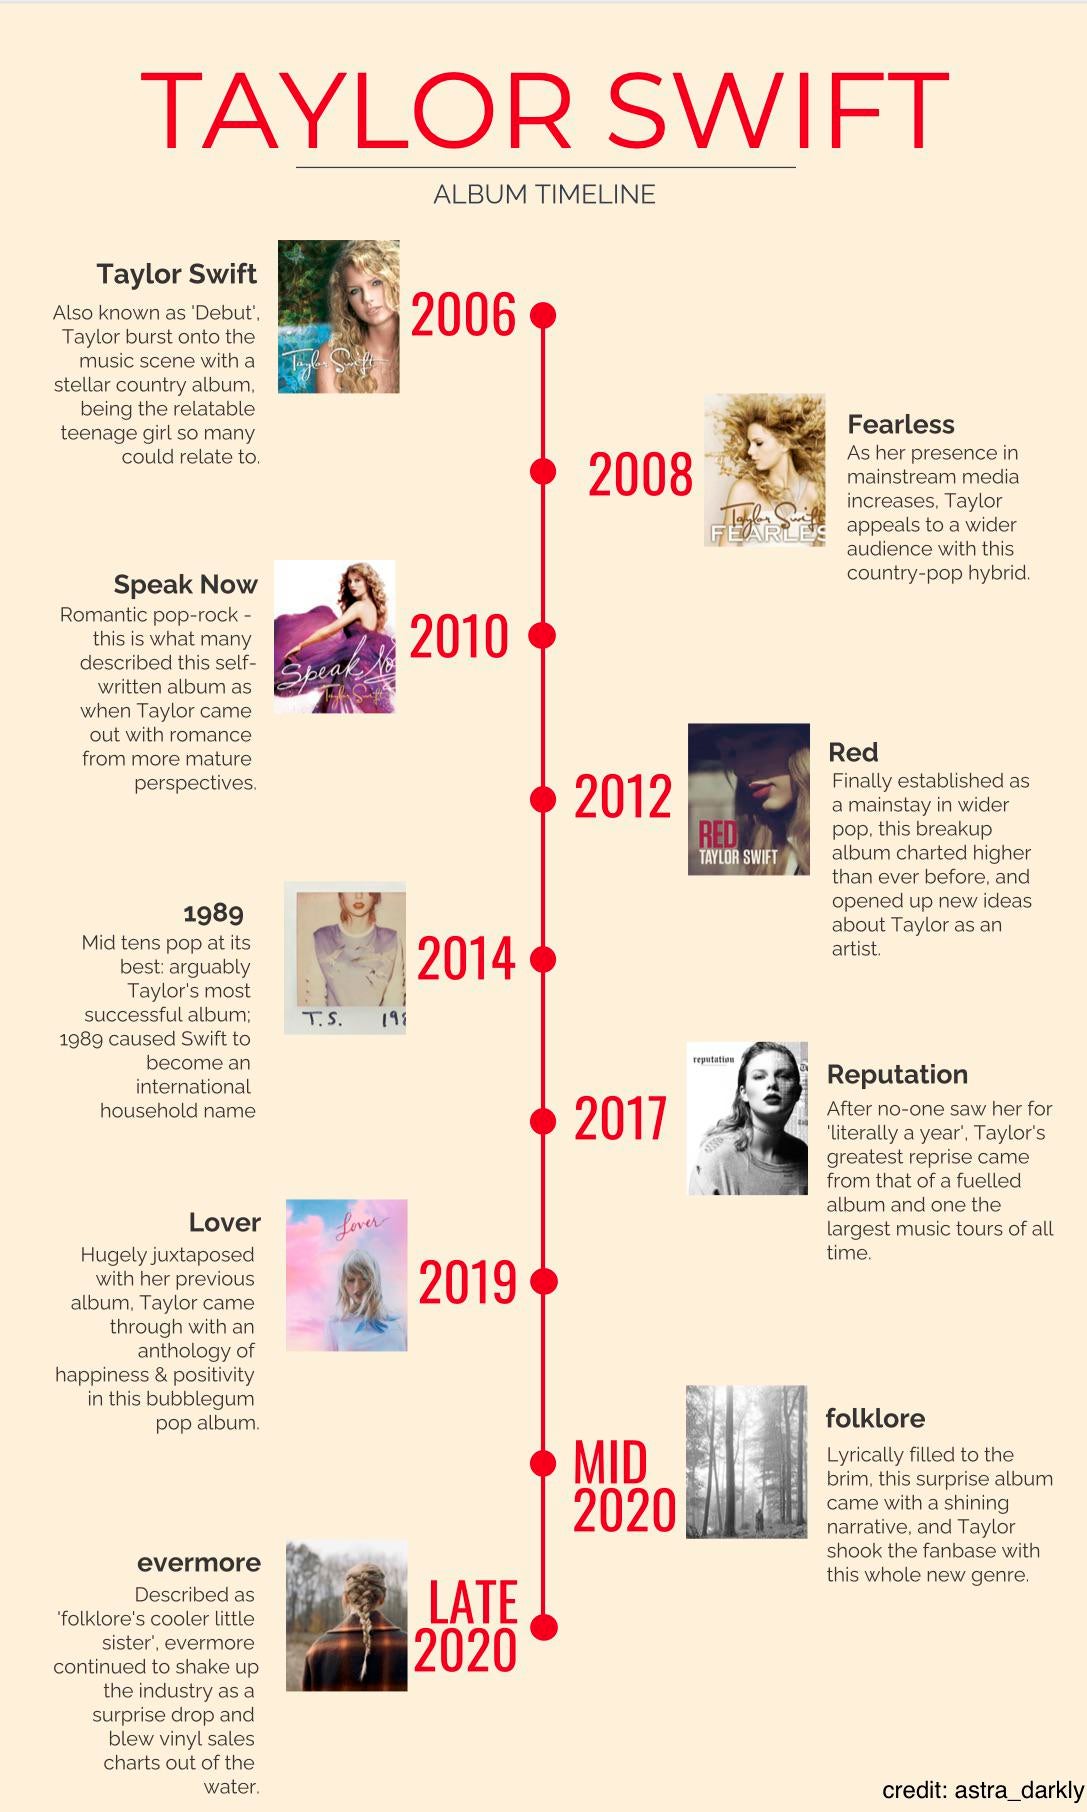 TAYLOR SWIFT
ALBUM TIMELINE
Taylor Swift
Also known as 'Debut',
Taylor burst onto the
music scene with a
stellar country album,
being the relatable
teenage girl so many
could relate to.
Taylor Swift
2006
2008
Taylor Swift
FEARLES
Fearless
As her presence in
mainstream media
increases, Taylor
appeals to a wider
audience with this
country-pop hybrid.
Speak Now
Romantic pop-rock -
this is what many
described this self-
written album as
when Taylor came
out with romance
from more mature
perspectives.
Speak No
Taylor Swift
2010
2012
RED
TAYLOR SWIFT
Red
Finally established as
a mainstay in wider
pop, this breakup
album charted higher
than ever before, and
opened up new ideas
about Taylor as an
artist.
1989
Mid tens pop at its
best: arguably
Taylor's most
successful album;
1989 caused Swift to
become an
international
household name
T.S. 198
2014
2017
reputation
Reputation
After no-one saw her for
'literally a year', Taylor's
greatest reprise came
from that of a fuelled
album and one the
largest music tours of all
time.
Lover
Hugely juxtaposed
with her previous
album, Taylor came
through with an
anthology of
happiness & positivity
in this bubblegum
pop album.
Lover
2019
MID
2020
folklore
Lyrically filled to the
brim, this surprise album
came with a shining
narrative, and Taylor
shook the fanbase with
this whole new genre.
evermore
Described as
'folklore's cooler little
sister', evermore
continued to shake up
the industry as a
surprise drop and
blew vinyl sales
charts out of the
water.
LATE
2020
credit: astra_darkly